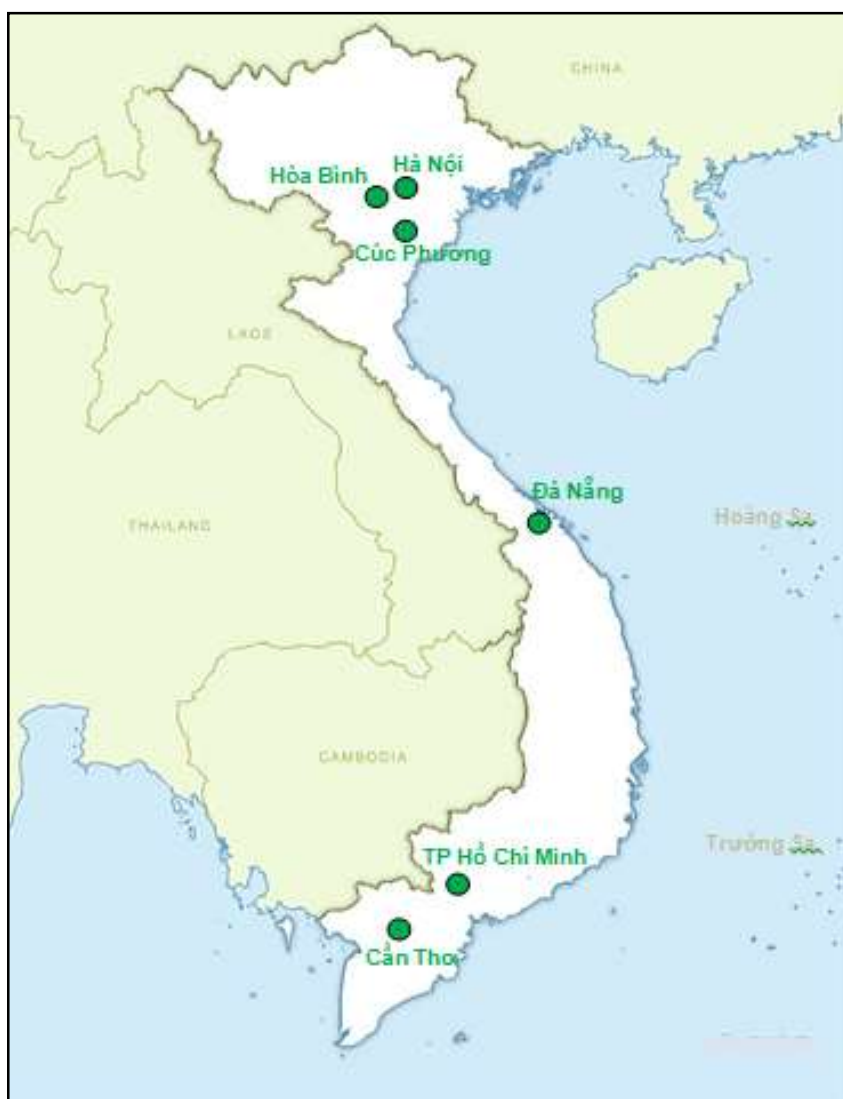 CHINA
Hà Nội
Hòa Bình
Cúc Phương
LAOS
Đà Nẵng
Hoàng Sa
THAILAND
CAMBODIA
Trường Sa
TP Hồ Chí Minh
Cần Thơ